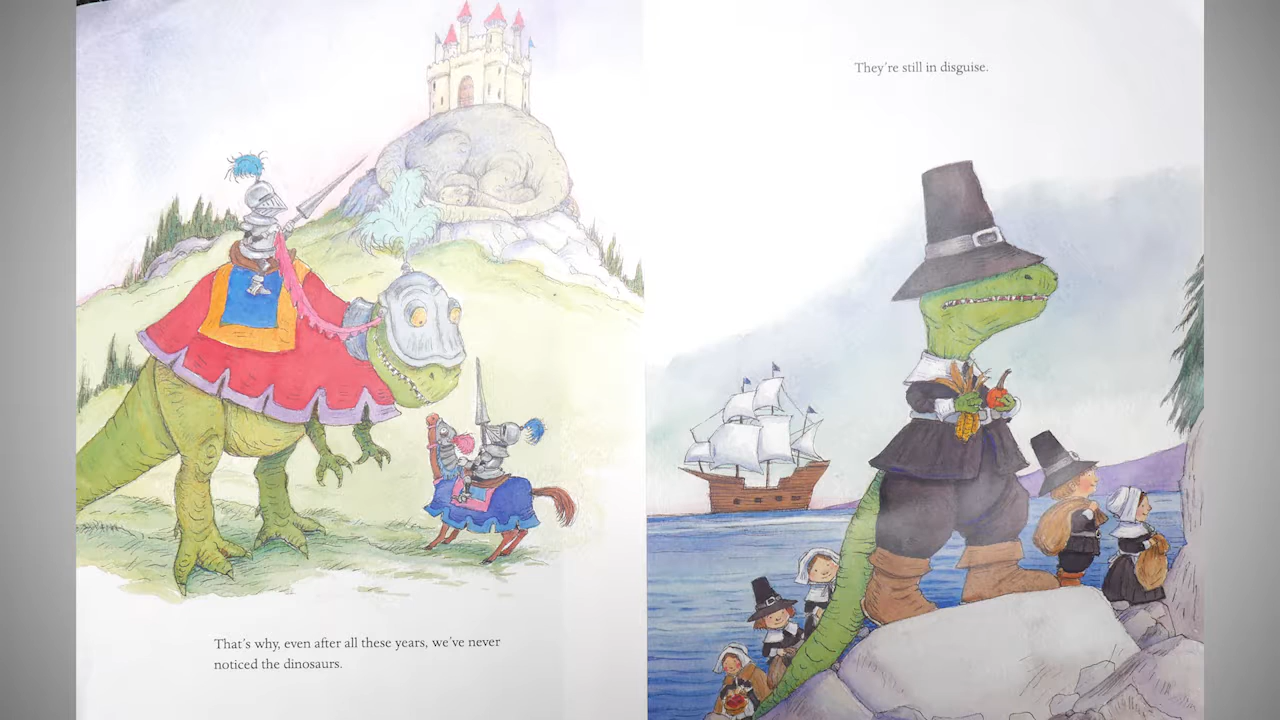 That's why, even after all these years, we've never
noticed the dinosaurs.
They're still in disguise.